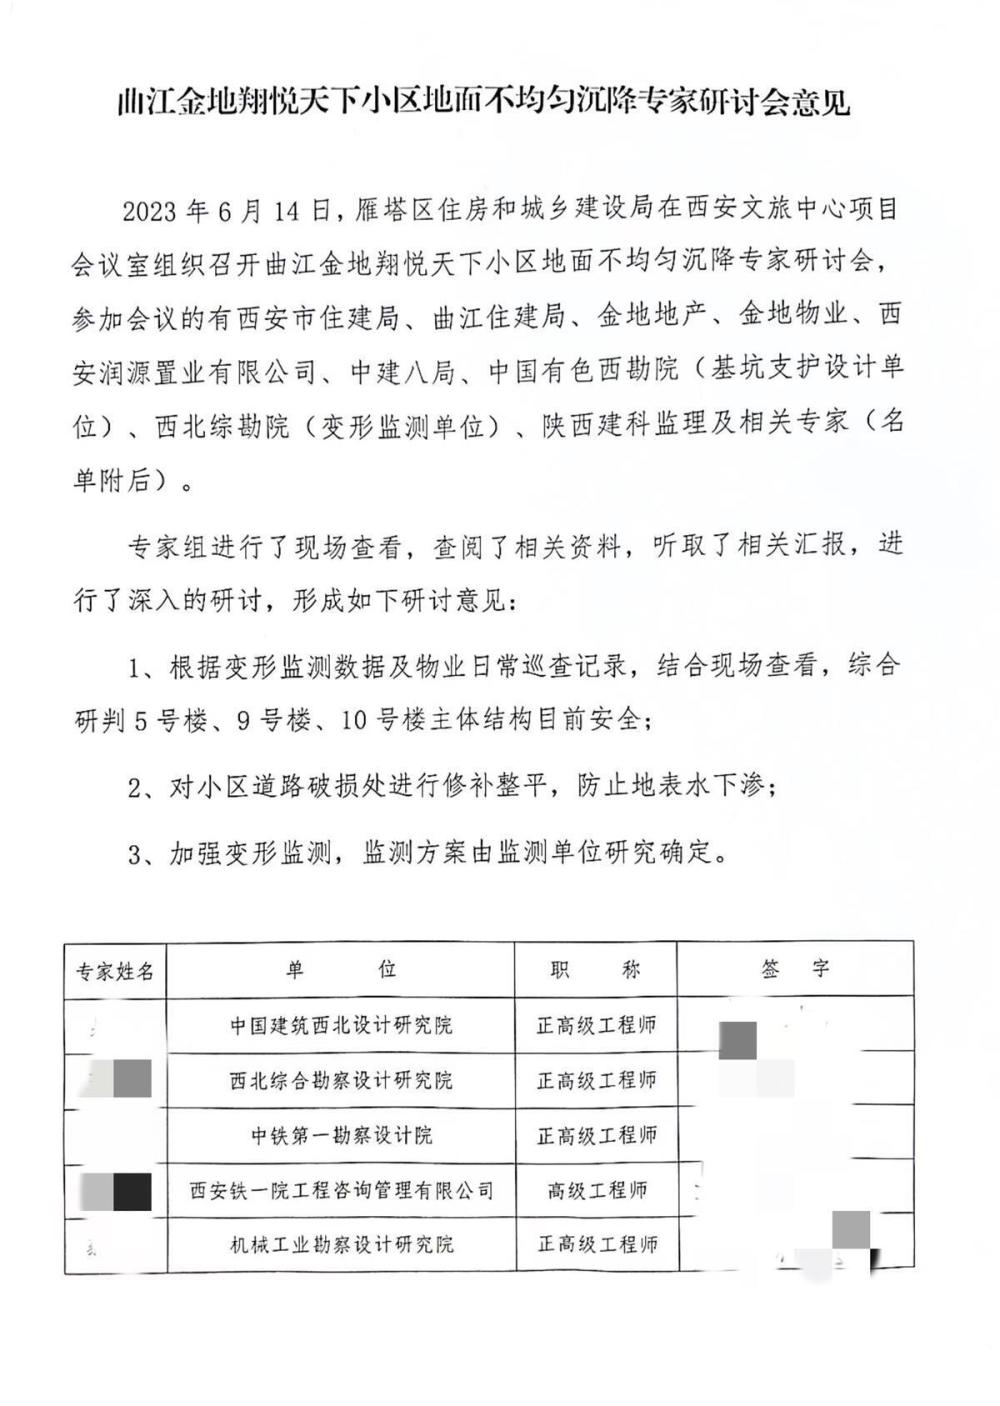 曲江金地翔悦天下小区地面不均匀沉降专家研讨会意见
2023年6月14日，雁塔区住房和城乡建设局在西安文旅中心项目
会议室组织召开曲江金地翔悦天下小区地面不均匀沉降专家研讨会，
参加会议的有西安市住建局、曲江住建局、金地地产、金地物业、西
安润源置业有限公司、中建八局、中国有色西勘院（基坑支护设计单
位）、西北综勘院（变形监测单位）、陕西建科监理及相关专家（名
单附后）。
专家组进行了现场查看，查阅了相关资料，听取了相关汇报，进
行了深入的研讨，形成如下研讨意见：
1、根据变形监测数据及物业日常巡查记录，结合现场查看，综合
研判5号楼、9号楼、10号楼主体结构目前安全；
2、对小区道路破损处进行修补整平，防止地表水下渗；
3、加强变形监测，监测方案由监测单位研究确定。
专家姓名 单 位 职 称 签 字
中国建筑西北设计研究院 正高级工程师
西北综合勘察设计研究院 正高级工程师
中铁第一勘察设计院 正高级工程师
西安铁一院工程咨询管理有限公司 高级工程师
机械工业勘察设计研究院 正高级工程师